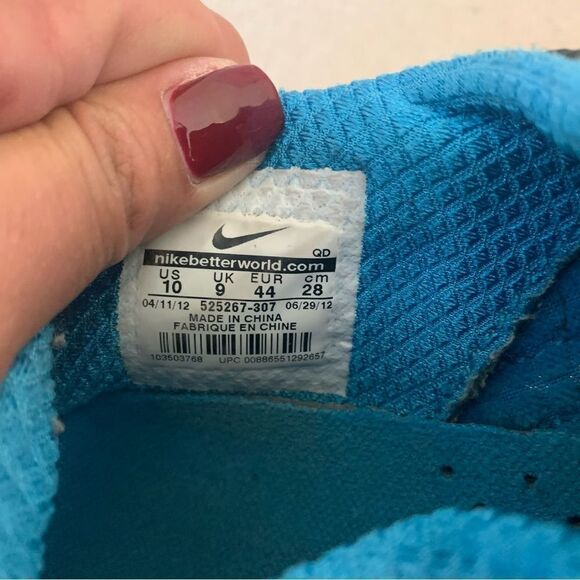 QD
nikebetterworld.com
US UK EUR cm
10 9 44 28
04/11/12 525267-307 06/29/12
MADE IN CHINA
FABRIQUE EN CHINE
103503768 UPC 00886551292657